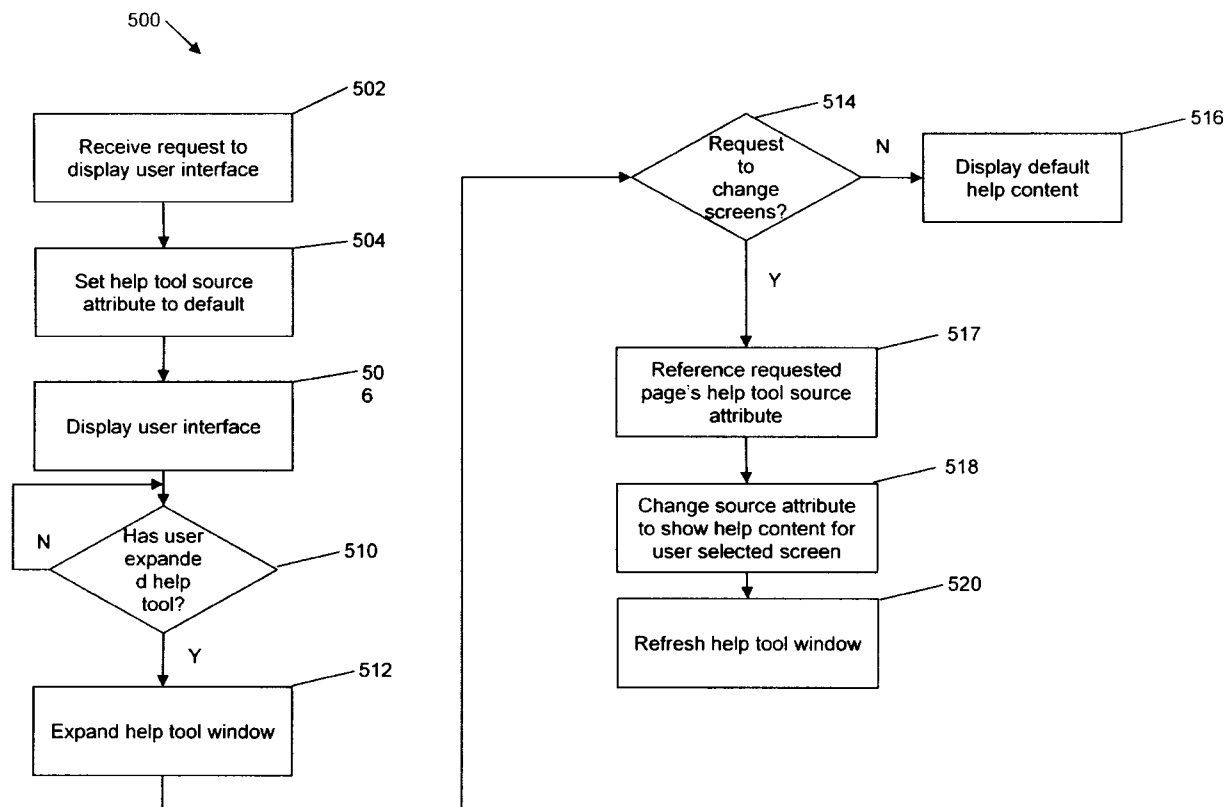 500
502
Receive request to
display user interface
504
Set help tool source
attribute to default
50
6
Display user interface
N
Has user
expande
d help
tool?
510
Y
512
Expand help tool window
514
Request
to
change
screens?
N
516
Display default
help content
Y
517
Reference requested
page's help tool source
attribute
518
Change source attribute
to show help content for
user selected screen
520
Refresh help tool window